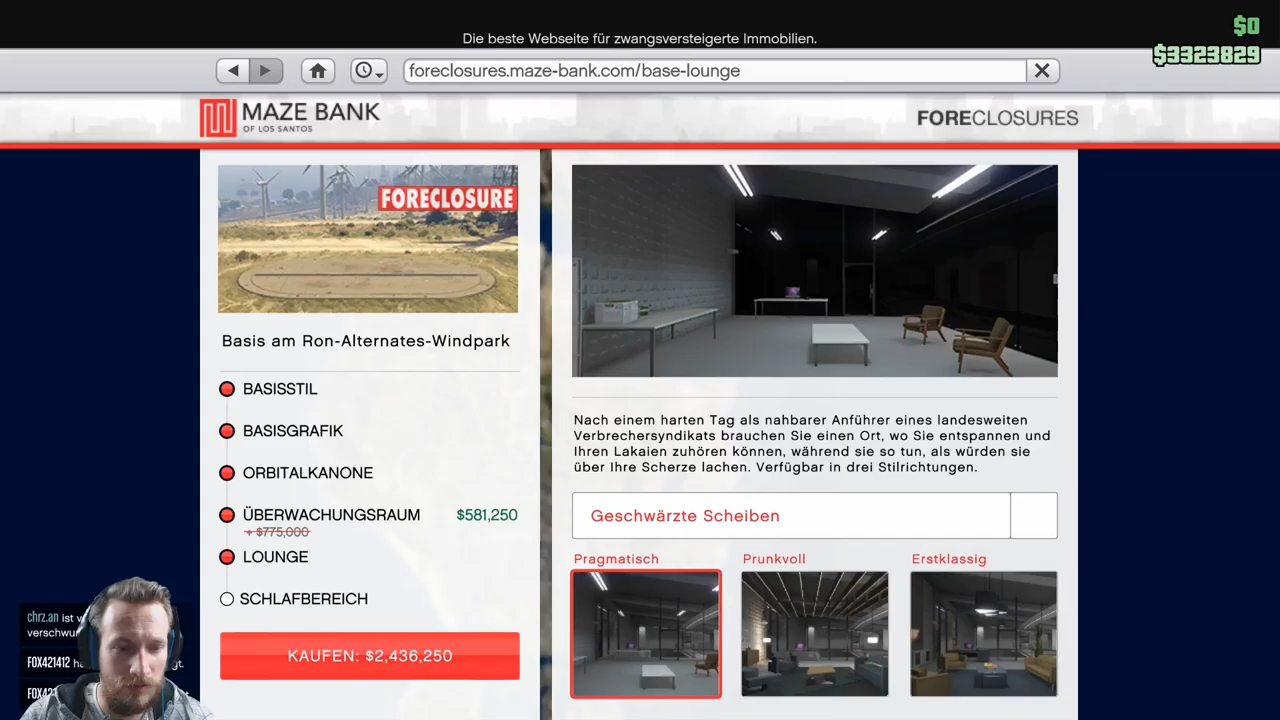 $0
$3323829
Die beste Webseite für zwangsversteigerte Immobilien.
foreclosures.maze-bank.com/base-lounge
MAZE BANK
OF LOS SANTOS
FORECLOSURES
FORECLOSURE
Basis am Ron-Alternates-Windpark
BASISSTIL
BASISGRAFIK
ORBITALKANONE
ÜBERWACHUNGSRAUM $581,250
+ $775,000
LOUNGE
SCHLAFBEREICH
KAUFEN: $2,436,250
Nach einem harten Tag als nahbarer Anführer eines landesweiten
Verbrechersyndikats brauchen Sie einen Ort, wo Sie entspannen und
Ihren Lakaien zuhören können, während sie so tun, als würden sie
über Ihre Scherze lachen. Verfügbar in drei Stilrichtungen.
Geschwärzte Scheiben
Pragmatisch Prunkvoll Erstklassig
chrz.an ist
verschwu
FOX421412